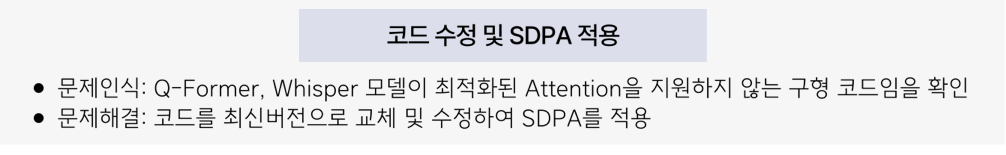 코드 수정 및 SDPA 적용
● 문제인식: Q-Former, Whisper 모델이 최적화된 Attention을 지원하지 않는 구형 코드임을 확인
● 문제해결: 코드를 최신버전으로 교체 및 수정하여 SDPA를 적용